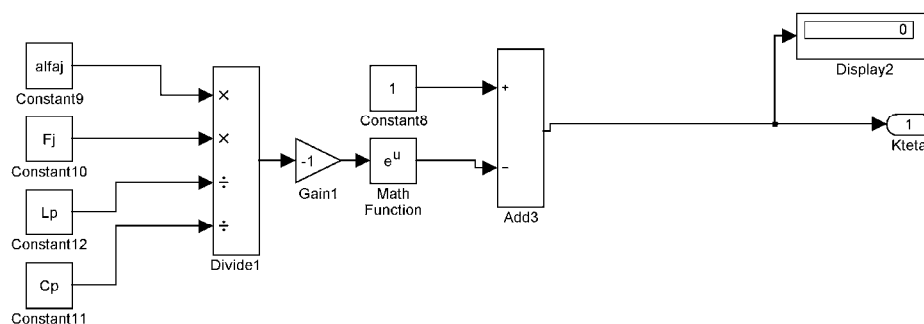 0
Display2
alfaj
Constant9
×
1
Constant8
+
1
Kteta
Fj
Constant10
×
-1
Gain1
e^u
Math
Function
−
Add3
Lp
Constant12
÷
Cp
Constant11
÷
Divide1